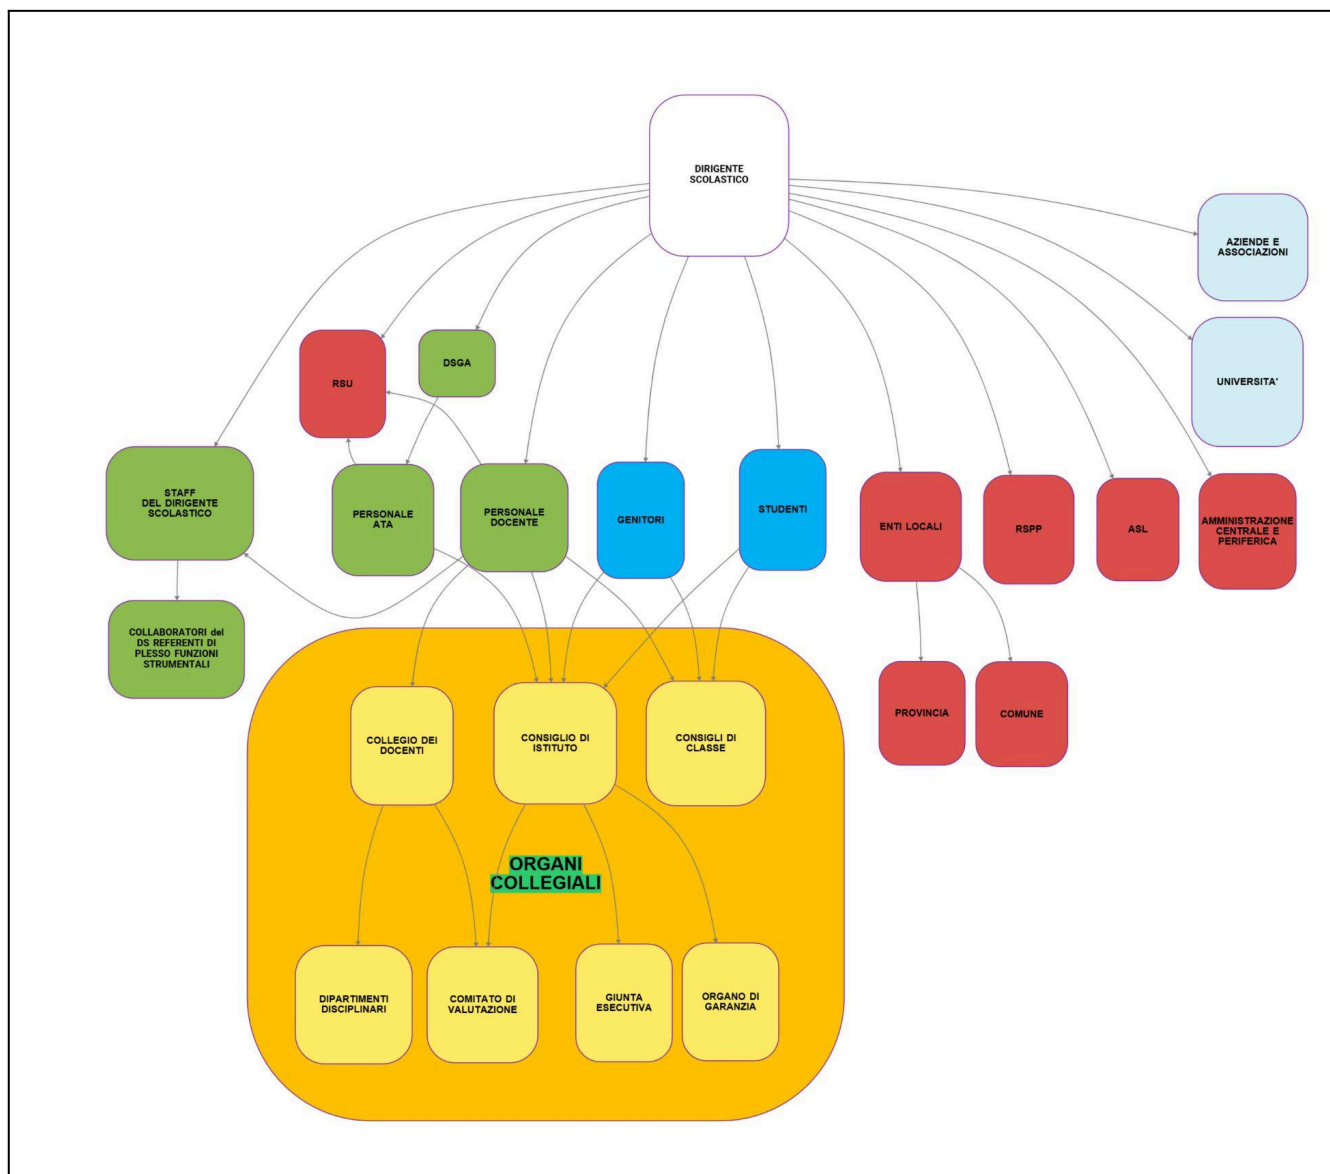 DIRIGENTE
SCOLASTICO
AZIENDE E
ASSOCIAZIONI
RSU
DSGA
UNIVERSITA'
STAFF
DEL DIRIGENTE
SCOLASTICO
PERSONALE
ATA
PERSONALE
DOCENTE
GENITORI
STUDENTI
ENTI LOCALI
RSPP
ASL
AMMINISTRAZIONE
CENTRALE E
PERIFERICA
COLLABORATORI del
DS REFERENTI DI
PLESSO FUNZIONI
STRUMENTALI
PROVINCIA
COMUNE
COLLEGIO DEI
DOCENTI
CONSIGLIO DI
ISTITUTO
CONSIGLI DI
CLASSE
ORGANI
COLLEGIALI
DIPARTIMENTI
DISCIPLINARI
COMITATO DI
VALUTAZIONE
GIUNTA
ESECUTIVA
ORGANO DI
GARANZIA